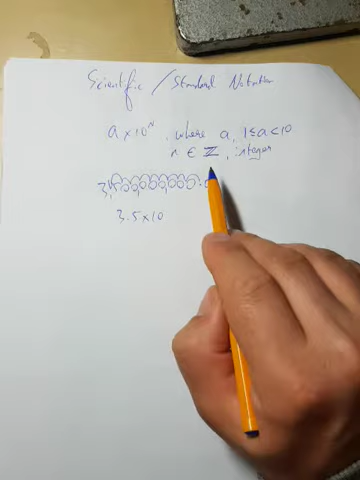 Scientific / Standard Notation
a × 10ᴺ, where a, 1 ≤ a < 10
n ∈ ℤ, integer
3.5 × 10